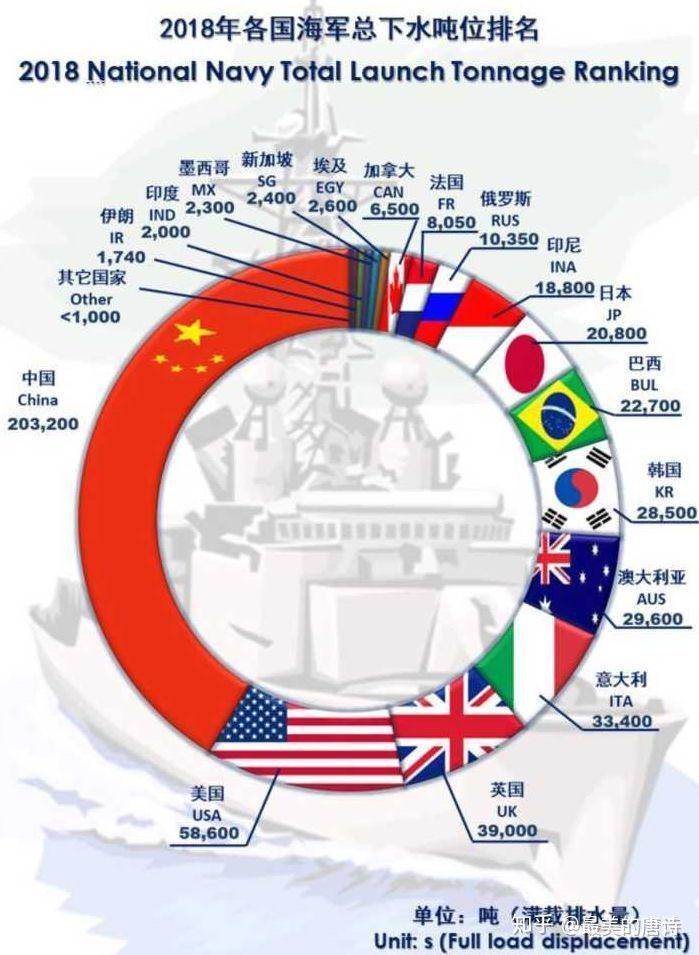 2018年各国海军总下水吨位排名
2018 National Navy Total Launch Tonnage Ranking
墨西哥
MX
2,300
新加坡
SG
2,400
埃及
EGY
2,600
加拿大
CAN
6,500
法国
FR
8,050
俄罗斯
RUS
10,350
印尼
INA
18,800
日本
JP
20,800
巴西
BUL
22,700
韩国
KR
28,500
澳大利亚
AUS
29,600
意大利
ITA
33,400
英国
UK
39,000
美国
USA
58,600
中国
China
203,200
其它国家
Other
<1,000
伊朗
IR
1,740
印度
IND
2,000
单位：吨（满载排水量）
知乎 @最美的唐诗
Unit: s (Full load displacement)